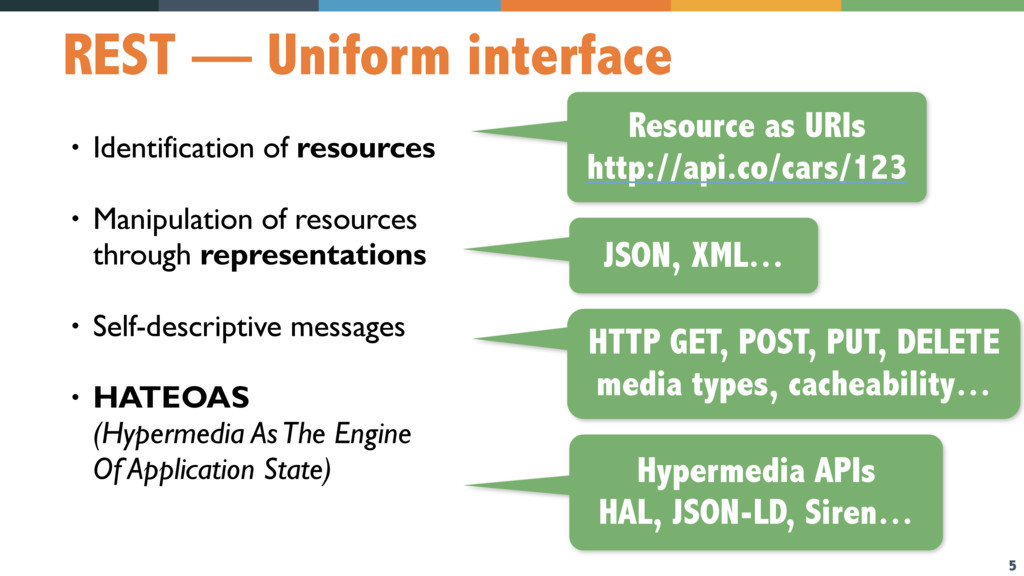 REST — Uniform interface
• Identification of resources
Resource as URIs
http://api.co/cars/123
• Manipulation of resources
through representations
JSON, XML…
• Self-descriptive messages
HTTP GET, POST, PUT, DELETE
media types, cacheability…
• HATEOAS
(Hypermedia As The Engine
Of Application State)
Hypermedia APIs
HAL, JSON-LD, Siren…
5